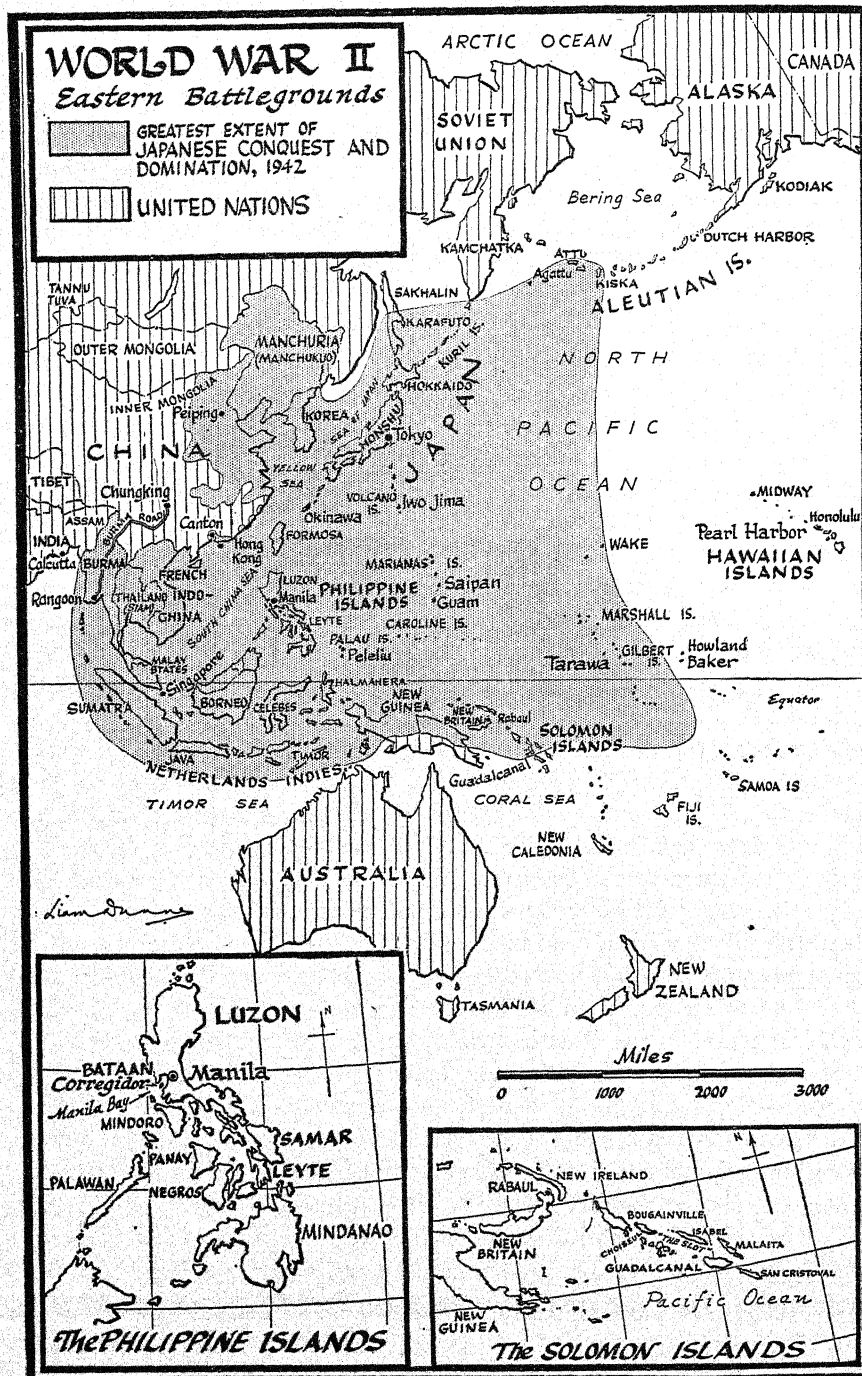 WORLD WAR II
Eastern Battlegrounds
GREATEST EXTENT OF
JAPANESE CONQUEST AND
DOMINATION, 1942
UNITED NATIONS
ARCTIC OCEAN
CANADA
ALASKA
SOVIET
UNION
Bering Sea
KODIAK
KAMCHATKA
DUTCH HARBOR
ATTU
Agattu
KISKA
ALEUTIAN IS.
TANNU
TUVA
SAKHALIN
KARAFUTO
KURIL IS.
OUTER MONGOLIA
MANCHURIA
(MANCHUKUO)
INNER MONGOLIA
Peiping
KOREA
SEA OF JAPAN
HOKKAIDO
HONSHU
JAPAN
Tokyo
NORTH
PACIFIC
OCEAN
CHINA
YELLOW
SEA
TIBET
Chungking
VOLCANO
IS.
Iwo Jima
MIDWAY
ASSAM
BURMA ROAD
Canton
Okinawa
FORMOSA
Honolulu
Pearl Harbor
HAWAIIAN
ISLANDS
INDIA
Calcutta
BURMA
Hong
Kong
WAKE
FRENCH
INDO-
CHINA
MARIANAS IS.
Rangoon
THAILAND
(SIAM)
SOUTH CHINA SEA
LUZON
Manila
PHILIPPINE
ISLANDS
Saipan
Guam
LEYTE
CAROLINE IS.
MARSHALL IS.
PALAU IS.
Peleliu
GILBERT
IS.
Tarawa
Howland
Baker
MALAY
STATES
Singapore
HALMAHERA
Equator
SUMATRA
BORNEO
CELEBES
NEW
GUINEA
NEW
BRITAIN
Rabaul
SOLOMON
ISLANDS
JAVA
TIMOR
NETHERLANDS INDIES
Guadalcanal
SAMOA IS
TIMOR SEA
CORAL SEA
FIJI
IS.
NEW
CALEDONIA
AUSTRALIA
Liam Dunne
TASMANIA
NEW
ZEALAND
Miles
0 1000 2000 3000
LUZON
N
BATAAN
Corregidor
Manila
Manila Bay
MINDORO
SAMAR
PANAY
LEYTE
PALAWAN
NEGROS
MINDANAO
The PHILIPPINE ISLANDS
N
NEW IRELAND
RABAUL
BOUGAINVILLE
CHOISEUL
THE SLOT
ISABEL
MALAITA
NEW
BRITAIN
GUADALCANAL
SAN CRISTOVAL
Pacific Ocean
NEW
GUINEA
The SOLOMON ISLANDS